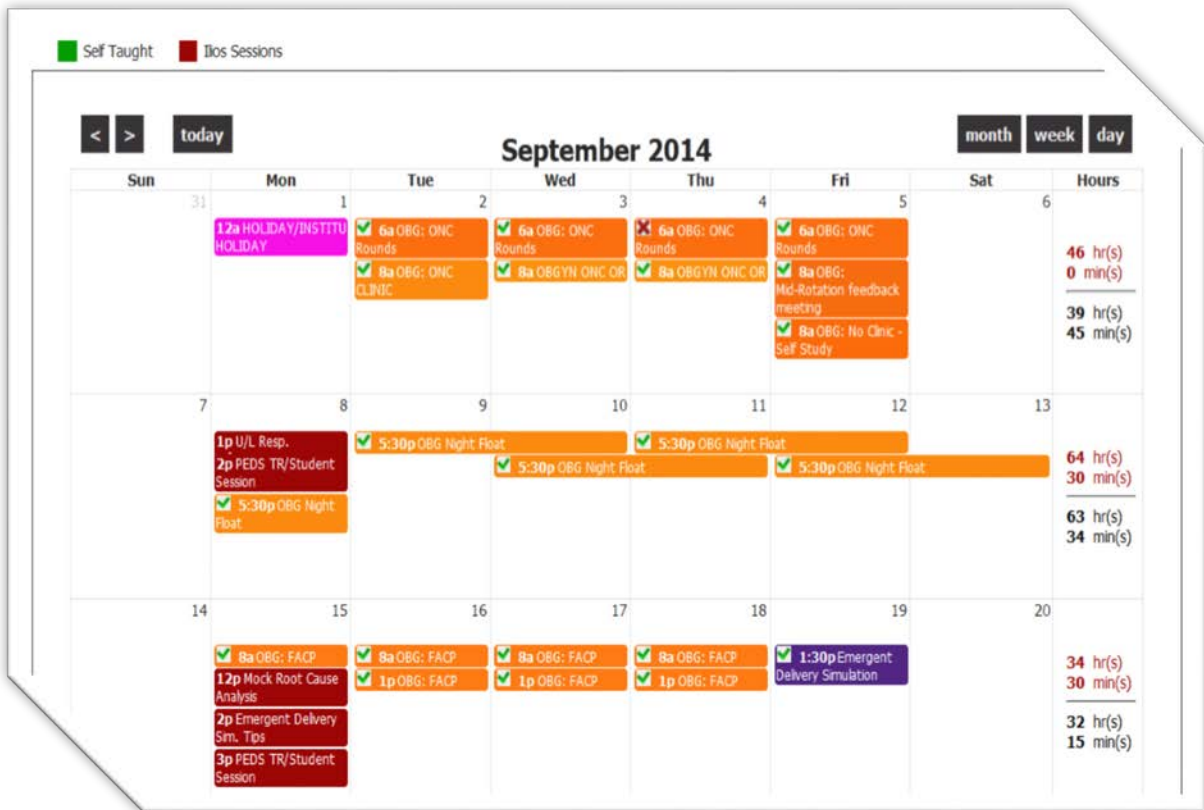 Self Taught Ilios Sessions
< > today month week day
September 2014
Sun Mon Tue Wed Thu Fri Sat Hours
31 1 2 3 4 5 6
12a HOLIDAY/INSTITU
HOLIDAY
6a OBG: ONC
Rounds
8a OBG: ONC
CLINIC
6a OBG: ONC
Rounds
8a OBGYN ONC OR
6a OBG: ONC
Rounds
8a OBGYN ONC OR
6a OBG: ONC
Rounds
8a OBG:
Mid-Rotation feedback
meeting
8a OBG: No Clinic -
Self Study
46 hr(s)
0 min(s)
39 hr(s)
45 min(s)
7 8 9 10 11 12 13
1p U/L Resp.
2p PEDS TR/Student
Session
5:30p OBG Night
Float
5:30p OBG Night Float
5:30p OBG Night Float
5:30p OBG Night Float
5:30p OBG Night Float
64 hr(s)
30 min(s)
63 hr(s)
34 min(s)
14 15 16 17 18 19 20
8a OBG: FACP
12p Mock Root Cause
Analysis
2p Emergent Delivery
Sim. Tips
3p PEDS TR/Student
Session
8a OBG: FACP
1p OBG: FACP
8a OBG: FACP
1p OBG: FACP
8a OBG: FACP
1p OBG: FACP
1:30p Emergent
Delivery Simulation
34 hr(s)
30 min(s)
32 hr(s)
15 min(s)